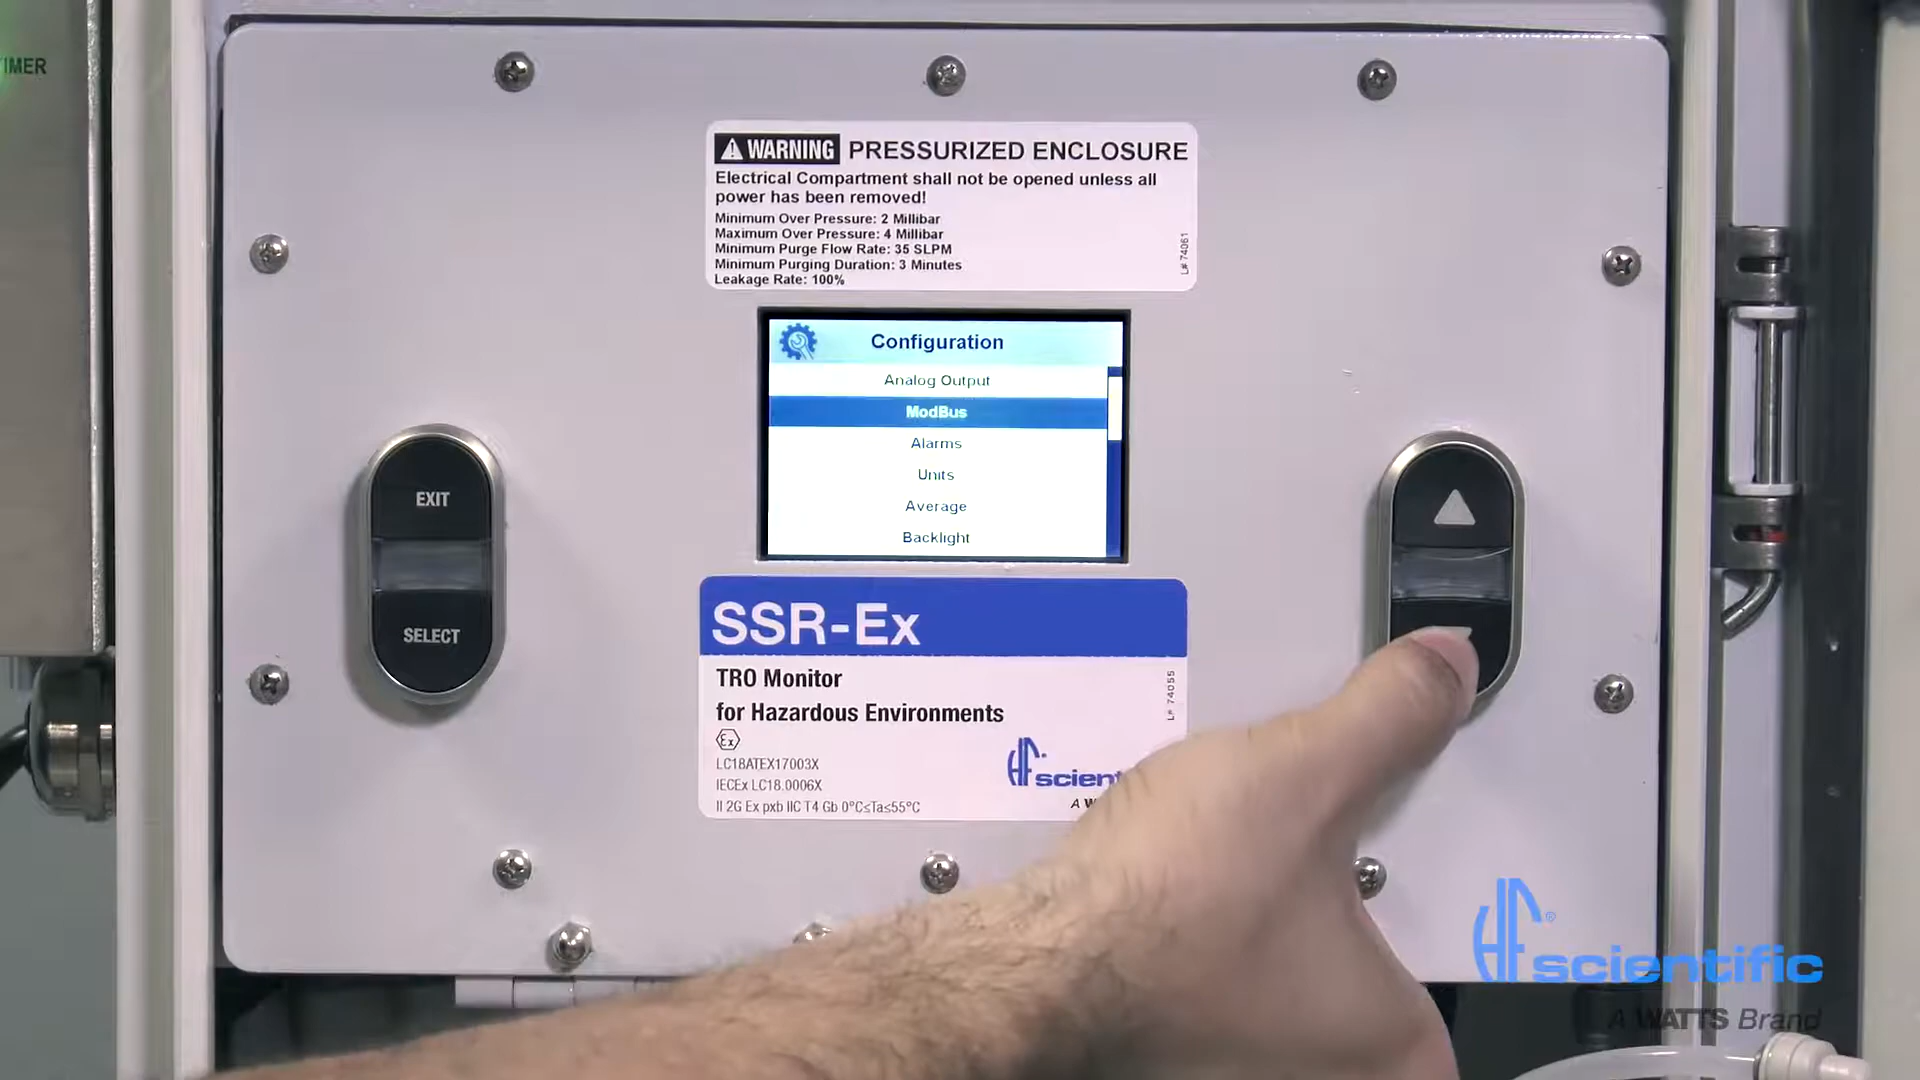 IMER
WARNING PRESSURIZED ENCLOSURE
Electrical Compartment shall not be opened unless all
power has been removed!
Minimum Over Pressure: 2 Millibar
Maximum Over Pressure: 4 Millibar
Minimum Purge Flow Rate: 35 SLPM
Minimum Purging Duration: 3 Minutes
Leakage Rate: 100%
L# 74061
Configuration
Analog Output
ModBus
Alarms
Units
Average
Backlight
EXIT
SELECT
SSR-Ex
TRO Monitor
for Hazardous Environments
Ex
LC18ATEX17003X
IECEx LC18.0006X
II 2G Ex pxb IIC T4 Gb 0°C≤Ta≤55°C
L# 74055
HF scient
A W
HF® scientific
A WATTS Brand